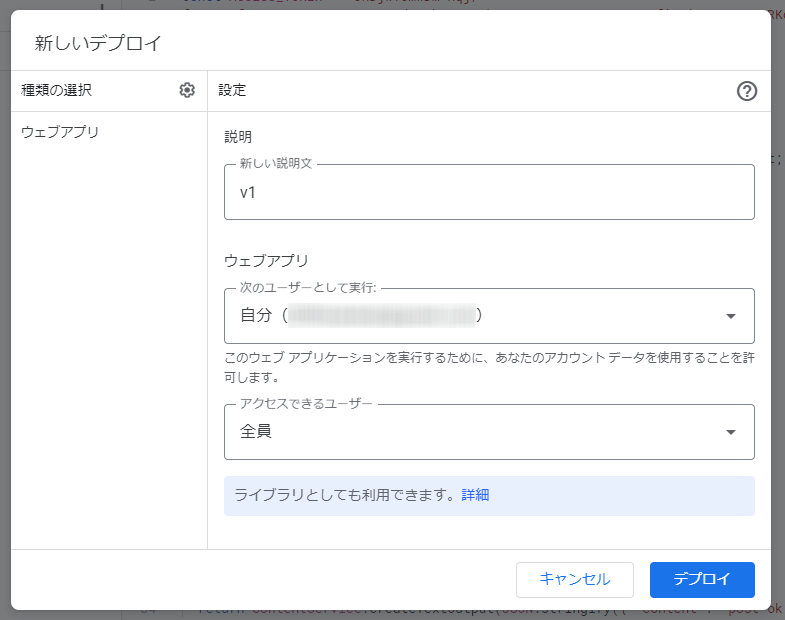 新しいデプロイ
種類の選択
設定
ウェブアプリ
説明
新しい説明文
v1
ウェブアプリ
次のユーザーとして実行:
自分（ ）
このウェブ アプリケーションを実行するために、あなたのアカウント データを使用することを許
可します。
アクセスできるユーザー
全員
ライブラリとしても利用できます。詳細
キャンセル
デプロイ